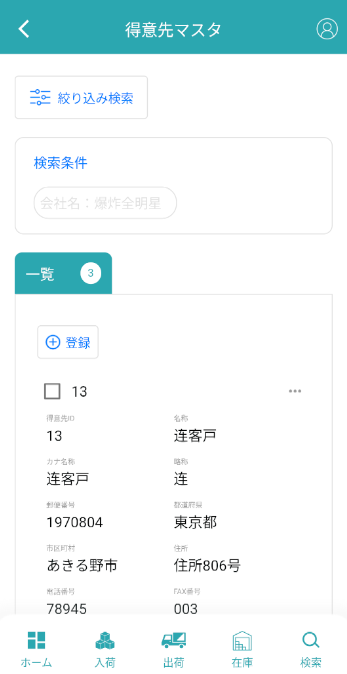 得意先マスタ
絞り込み検索
検索条件
会社名：爆炸全明星
一覧 3
登録
13
得意先ID 名称
13 连客戸
カナ名称 略称
连客戸 连
郵便番号 都道府県
1970804 東京都
市区町村 住所
あきる野市 住所806号
電話番号 FAX番号
78945 003
ホーム 入荷 出荷 在庫 検索